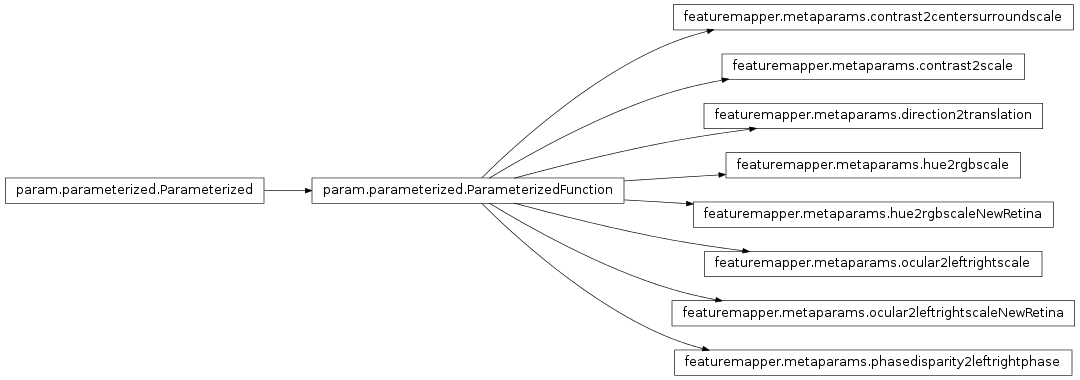 featuremapper.metaparams.contrast2centersurroundscale
featuremapper.metaparams.contrast2scale
featuremapper.metaparams.direction2translation
featuremapper.metaparams.hue2rgbscale
param.parameterized.Parameterized
param.parameterized.ParameterizedFunction
featuremapper.metaparams.hue2rgbscaleNewRetina
featuremapper.metaparams.ocular2leftrightscale
featuremapper.metaparams.ocular2leftrightscaleNewRetina
featuremapper.metaparams.phasedisparity2leftrightphase